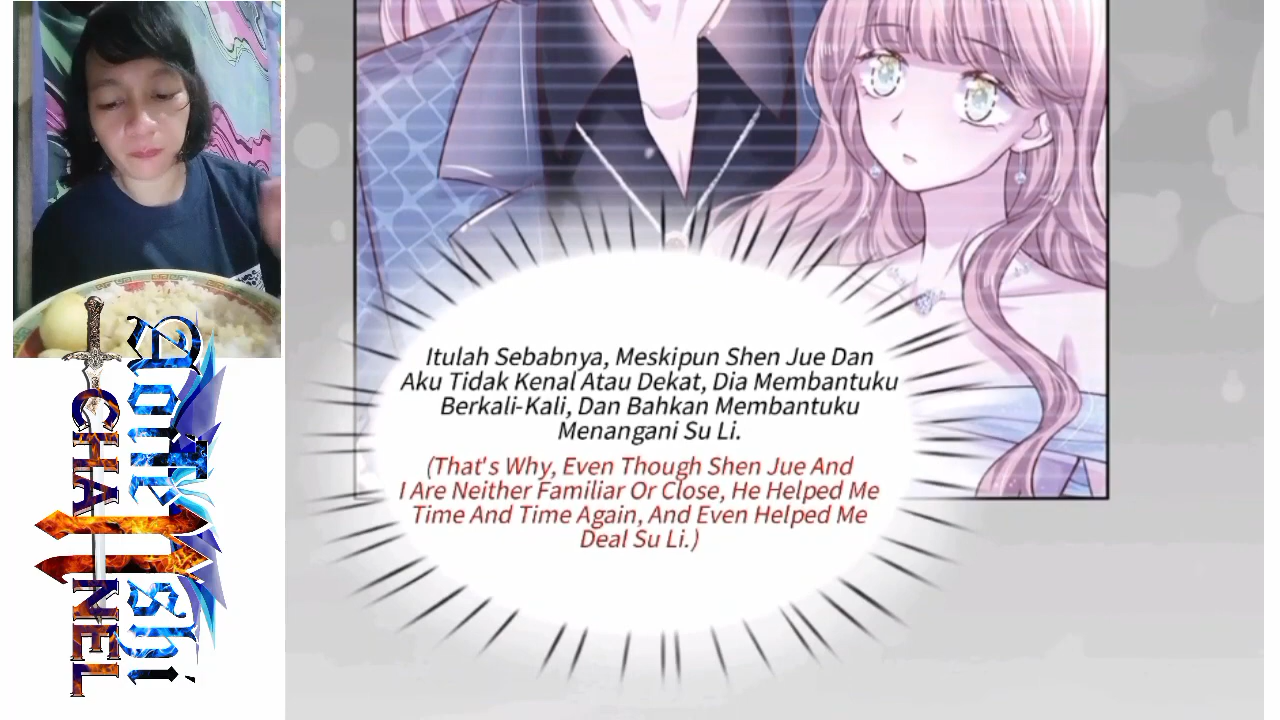 Itulah Sebabnya, Meskipun Shen Jue Dan
Aku Tidak Kenal Atau Dekat, Dia Membantuku
Berkali-Kali, Dan Bahkan Membantuku
Menangani Su Li.
(That's Why, Even Though Shen Jue And
I Are Neither Familiar Or Close, He Helped Me
Time And Time Again, And Even Helped Me
Deal Su Li.)
CHANNEL